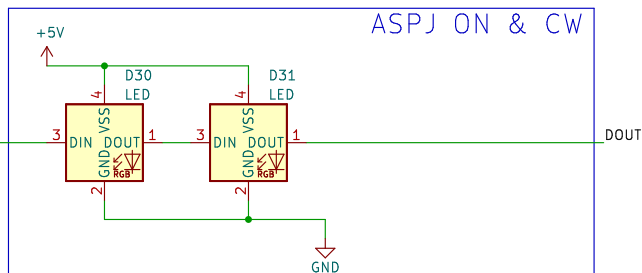 ASPJ ON & CW
+5V
D30
LED
D31
LED
4
VSS
4
VSS
3
DIN
DOUT
1
3
DIN
DOUT
1
DOUT
GND
RGB
GND
RGB
2
2
GND